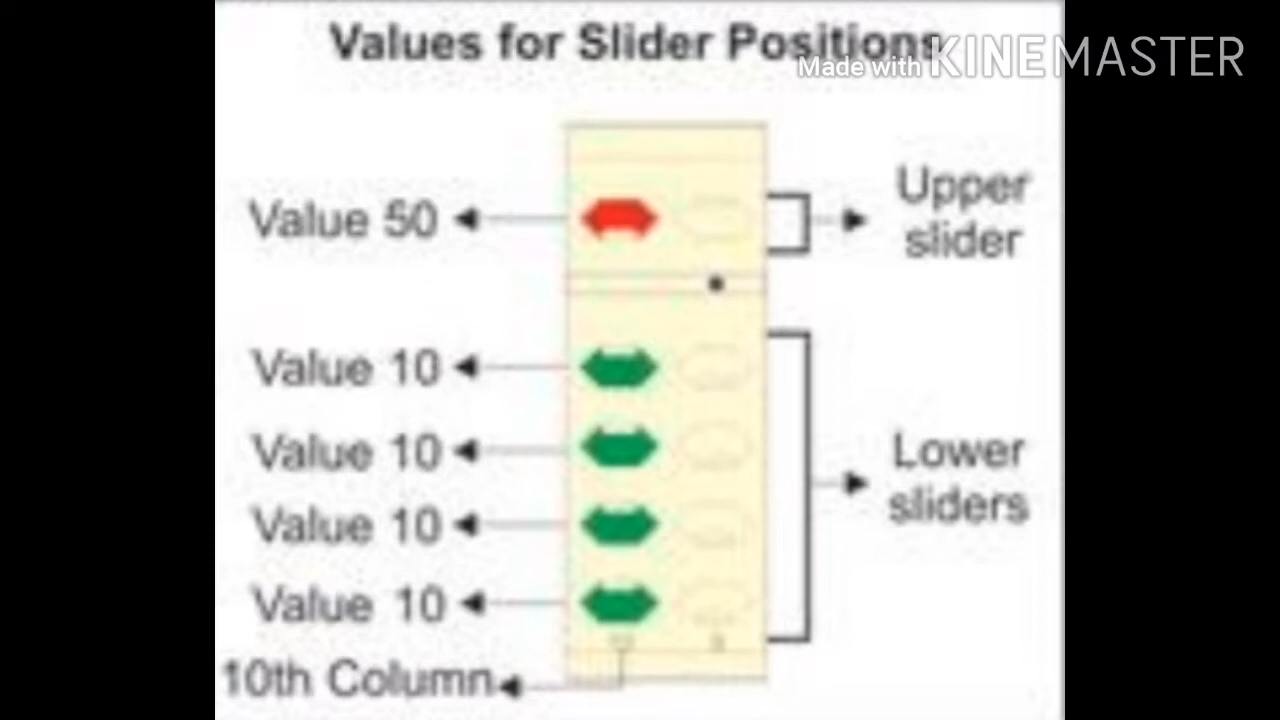 Values for Slider Positions
Made with KINEMASTER
Upper
slider
Value 50
Value 10
Value 10
Lower
sliders
Value 10
Value 10
10th Column